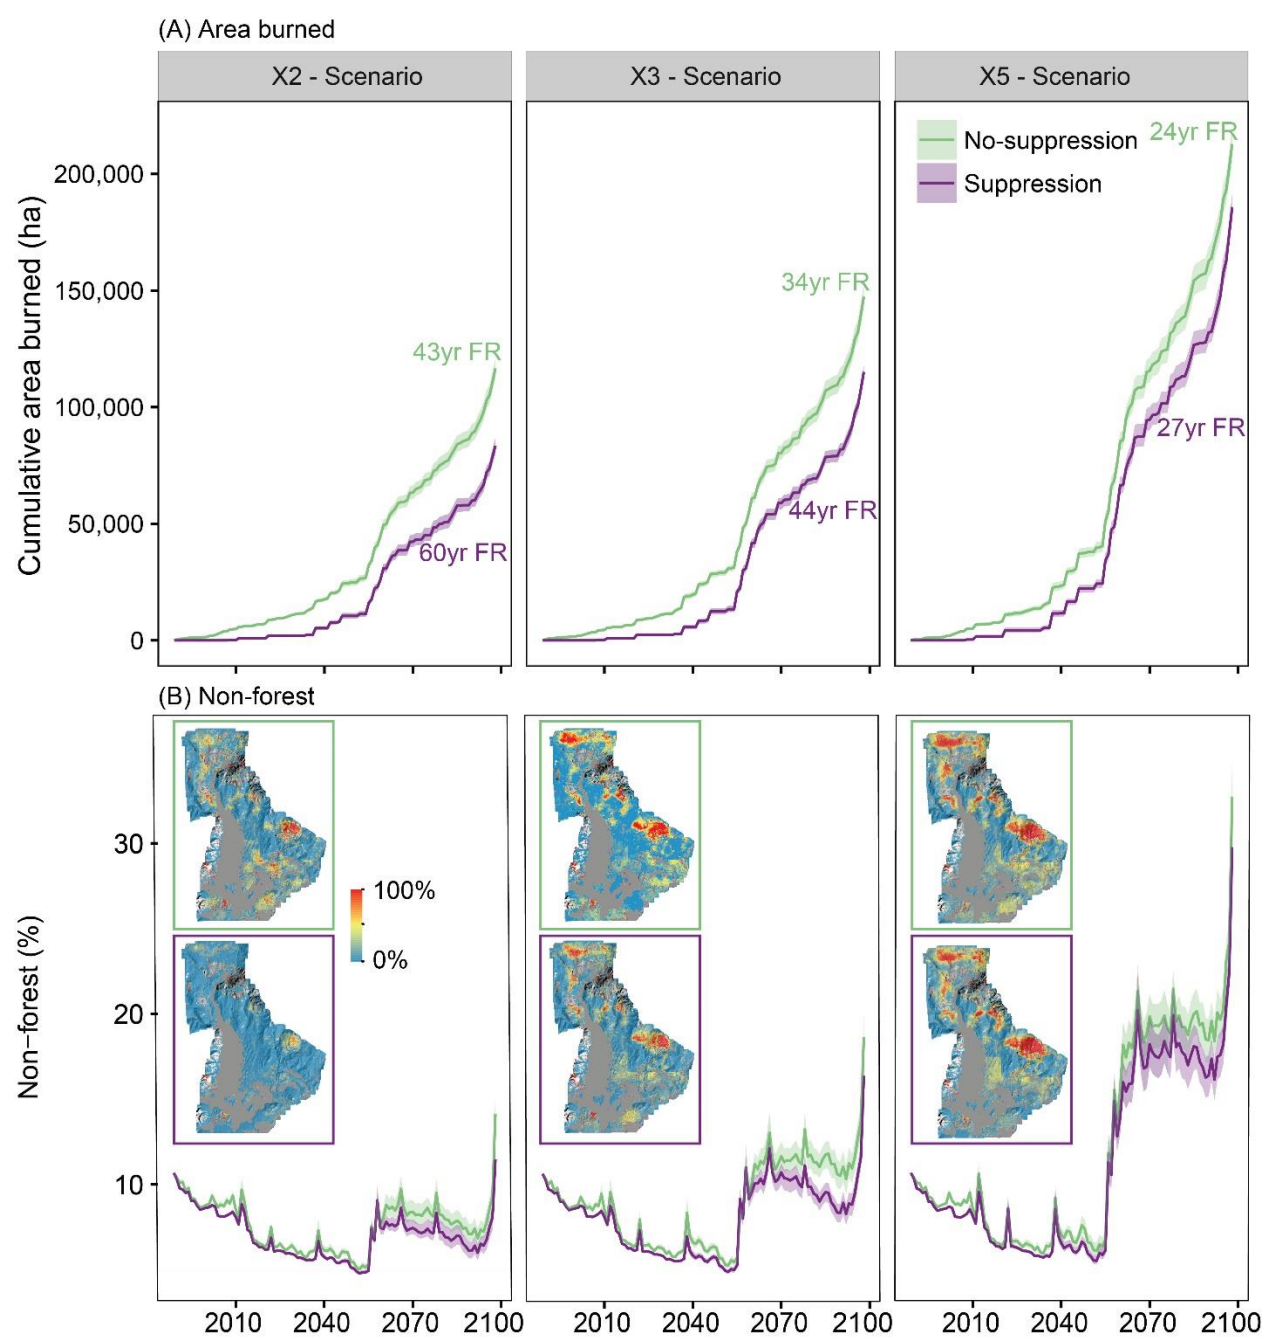 (A) Area burned
X2 - Scenario
X3 - Scenario
X5 - Scenario
Cumulative area burned (ha)
200,000
150,000
100,000
50,000
0
43yr FR
60yr FR
34yr FR
44yr FR
No-suppression
Suppression
24yr FR
27yr FR
(B) Non-forest
Non−forest (%)
30
20
10
100%
0%
2010 2040 2070 2100
2010 2040 2070 2100
2010 2040 2070 2100